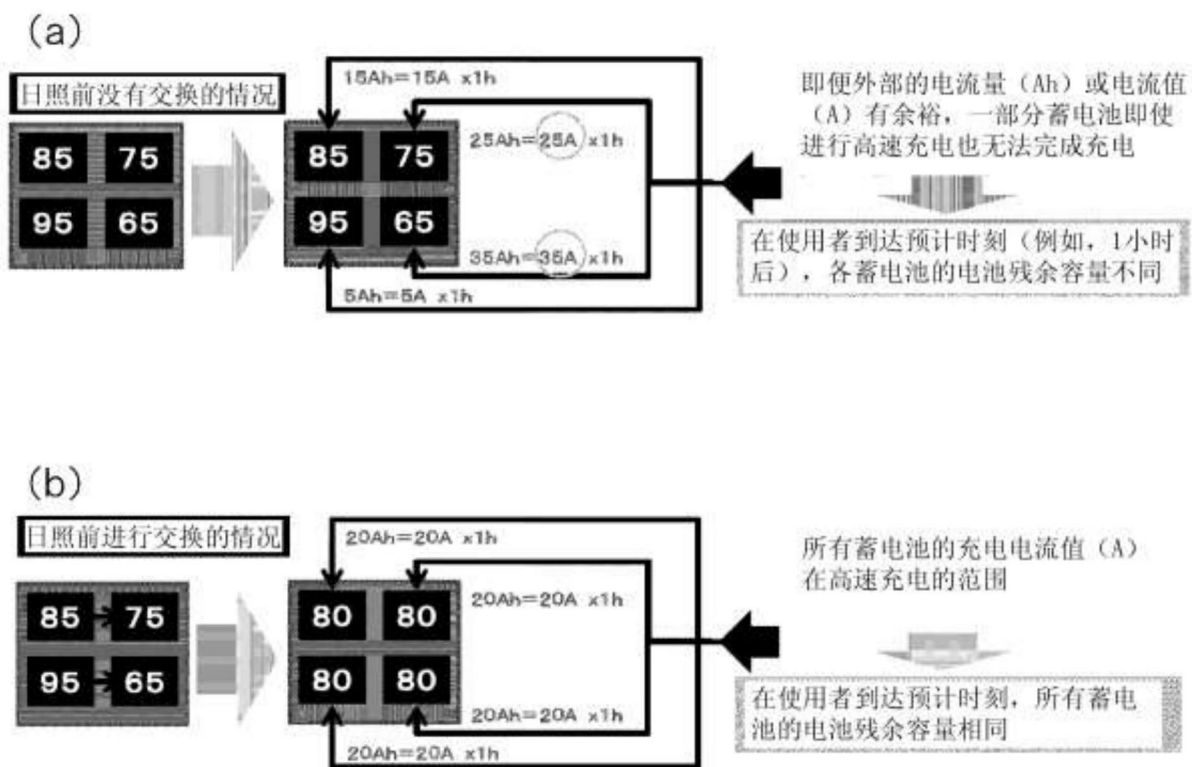 (a)
日照前没有交换的情况
85 75
95 65
15Ah=15A x1h
85 75
95 65
25Ah=25A x1h
35Ah=35A x1h
5Ah=5A x1h
即便外部的电流量（Ah）或电流值
（A）有余裕，一部分蓄电池即使
进行高速充电也无法完成充电
在使用者到达预计时刻（例如，1小时
后），各蓄电池的电池残余容量不同
(b)
日照前进行交换的情况
85 75
95 65
20Ah=20A x1h
80 80
80 80
20Ah=20A x1h
20Ah=20A x1h
20Ah=20A x1h
所有蓄电池的充电电流值（A）
在高速充电的范围
在使用者到达预计时刻，所有蓄电
池的电池残余容量相同